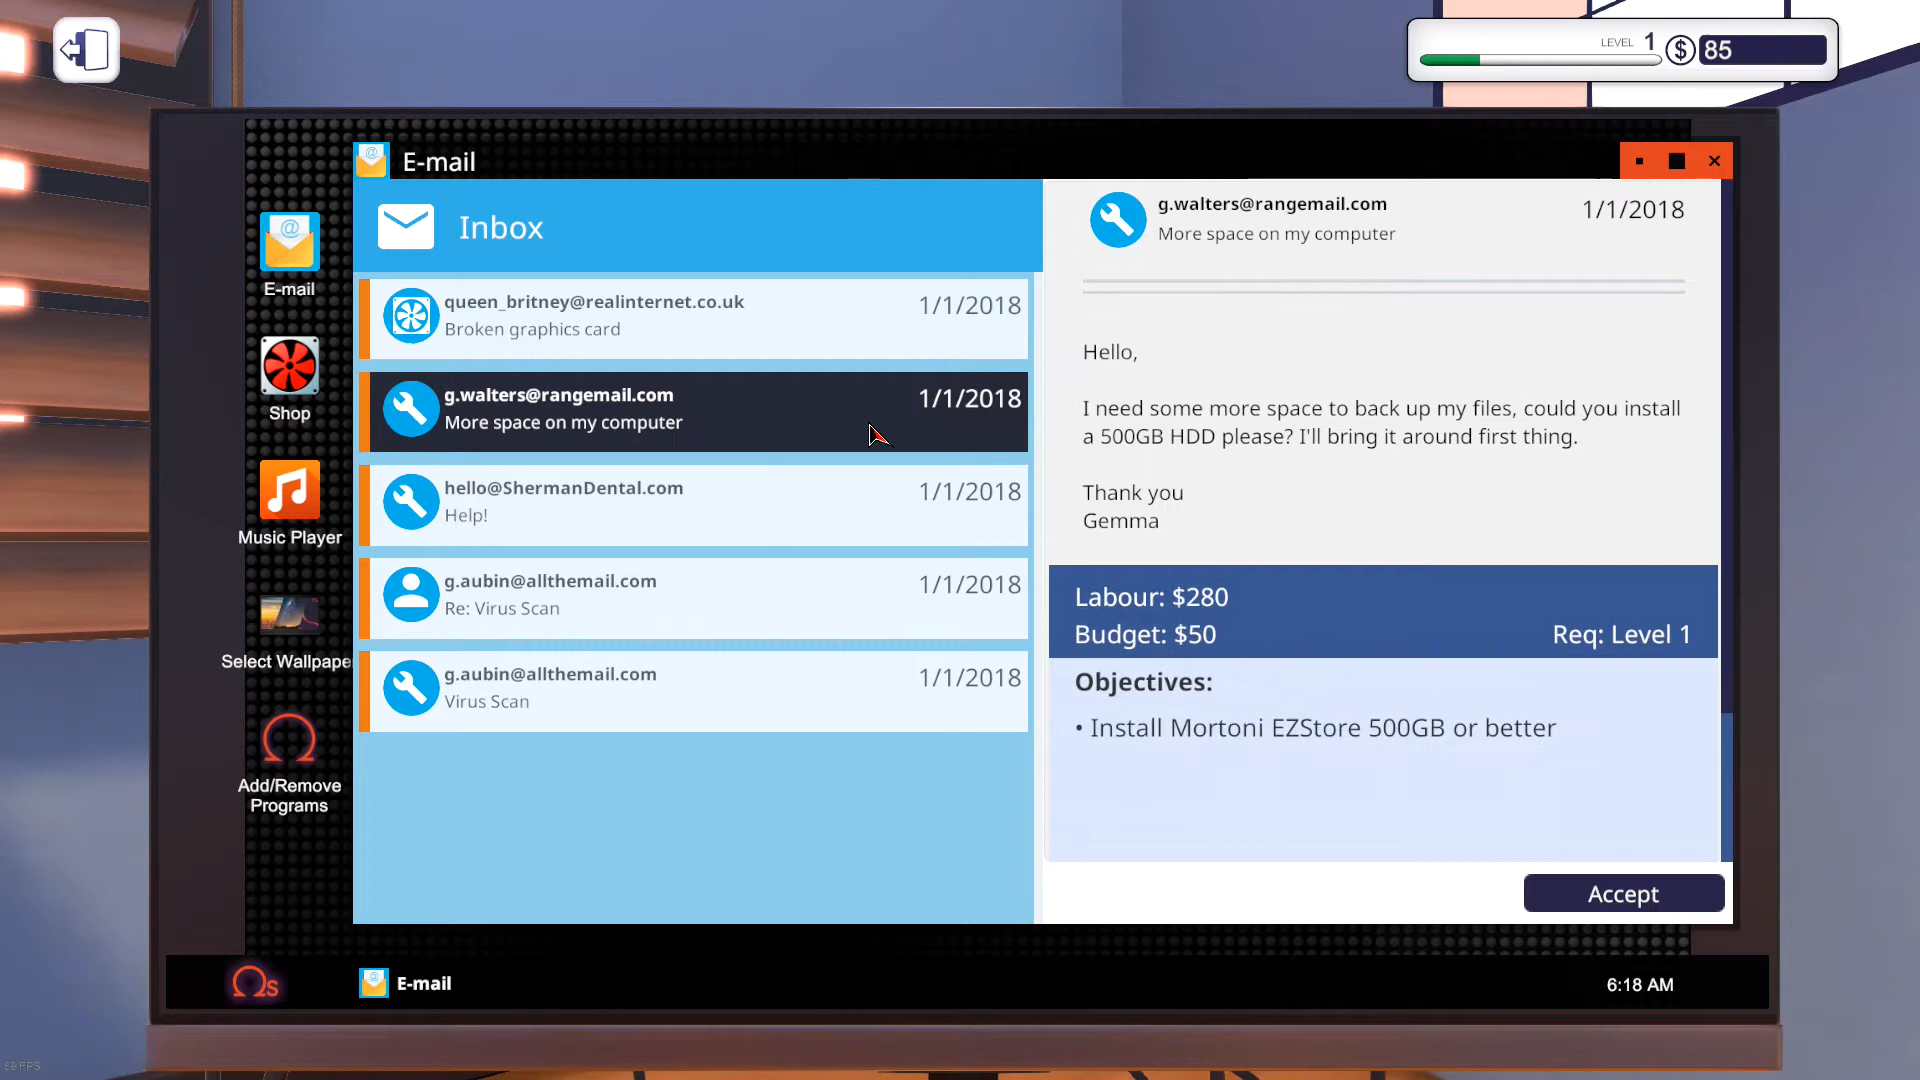 LEVEL 1
$ 85
E-mail
E-mail
Shop
Music Player
Select Wallpape
Add/Remove
Programs
Inbox
queen_britney@realinternet.co.uk 1/1/2018
Broken graphics card
g.walters@rangemail.com 1/1/2018
More space on my computer
hello@ShermanDental.com 1/1/2018
Help!
g.aubin@allthemail.com 1/1/2018
Re: Virus Scan
g.aubin@allthemail.com 1/1/2018
Virus Scan
g.walters@rangemail.com 1/1/2018
More space on my computer
Hello,
I need some more space to back up my files, could you install
a 500GB HDD please? I'll bring it around first thing.
Thank you
Gemma
Labour: $280
Budget: $50 Req: Level 1
Objectives:
• Install Mortoni EZStore 500GB or better
Accept
Ωs
E-mail
6:18 AM
59 FPS